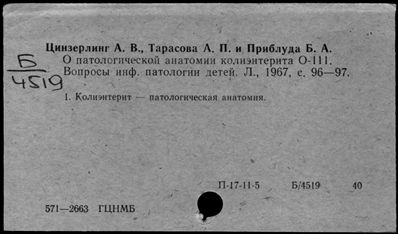 Цинзерлинг А. В., Тарасова А. П. и Приблуда Б. А.
О патологической анатомии колиэнтерита О-111.
Вопросы инф. патологии детей. Л., 1967, с. 96—97.
Б
4519
1. Колиэнтерит — патологическая анатомия.
П-17-11-5 Б/4519 40
571—2663 ГЦНМБ